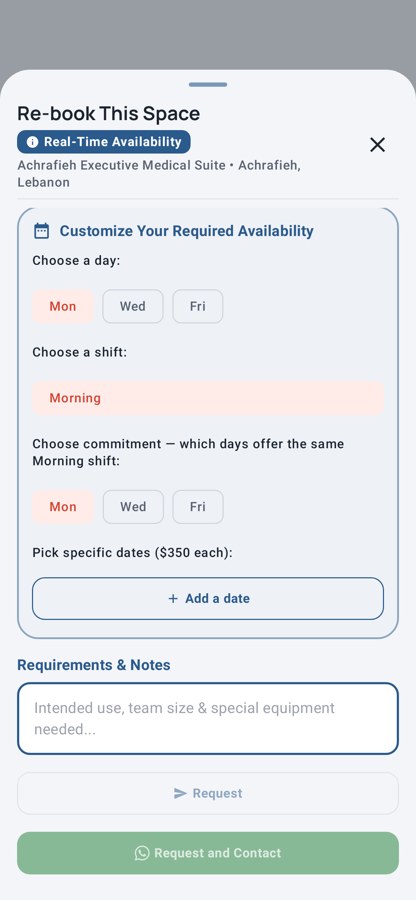 Re-book This Space
Real-Time Availability
Achrafieh Executive Medical Suite • Achrafieh,
Lebanon
Customize Your Required Availability
Choose a day:
Mon Wed Fri
Choose a shift:
Morning
Choose commitment — which days offer the same
Morning shift:
Mon Wed Fri
Pick specific dates ($350 each):
+ Add a date
Requirements & Notes
Intended use, team size & special equipment
needed...
Request
Request and Contact